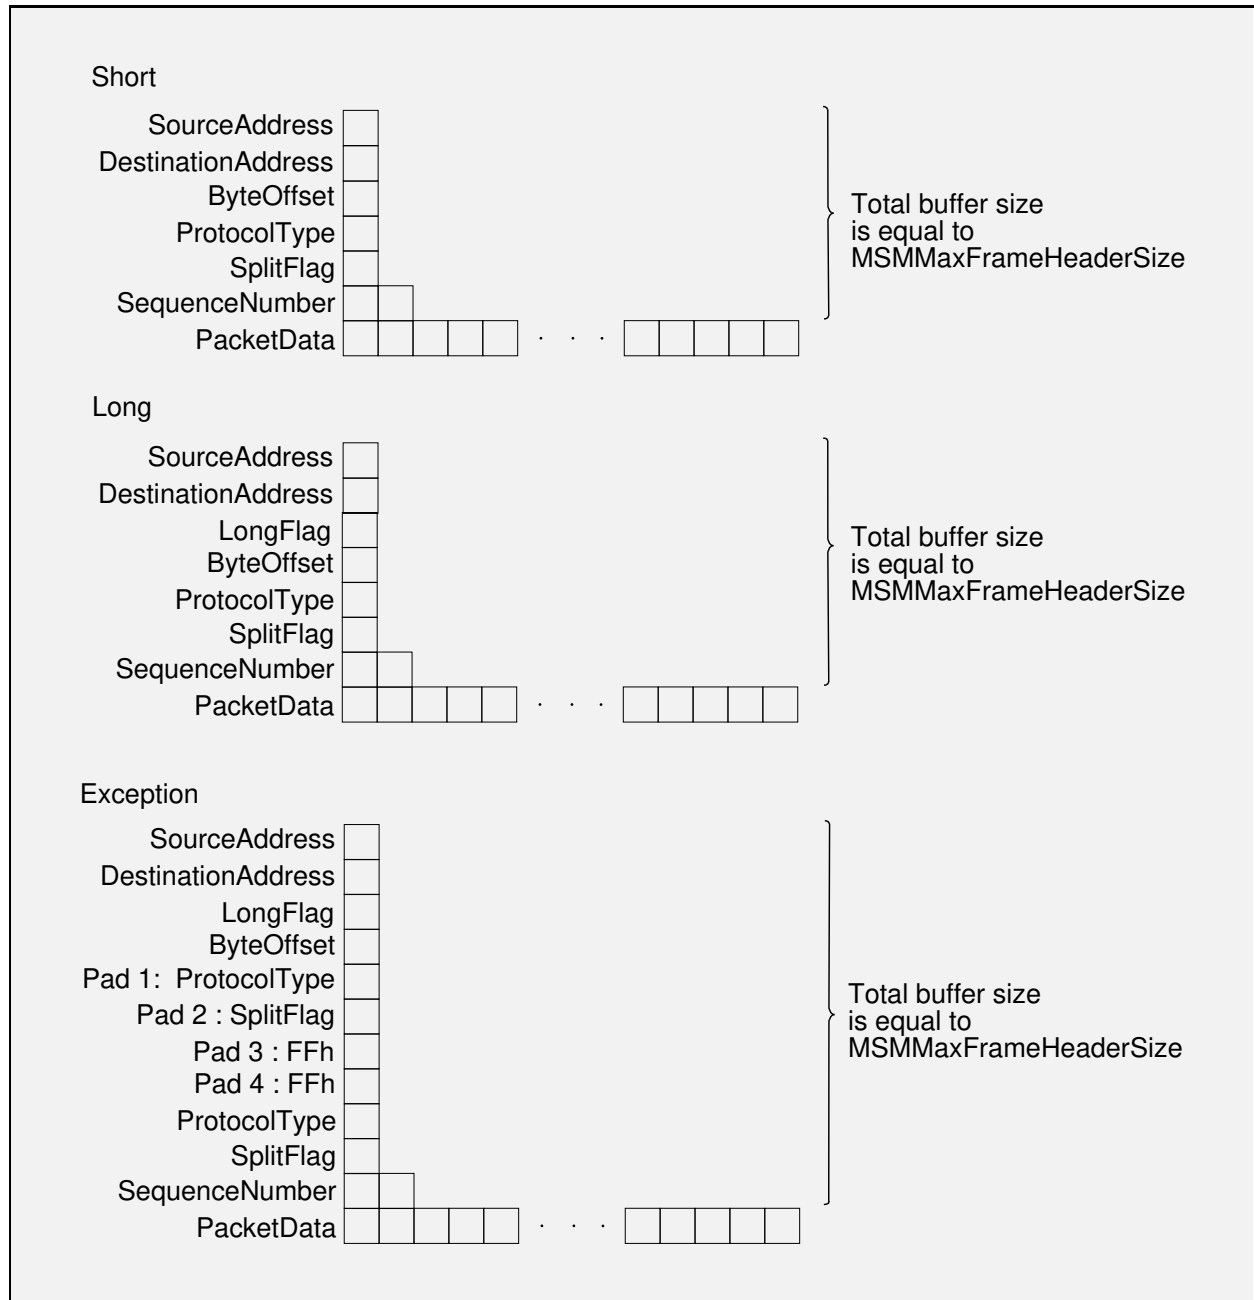 Short
SourceAddress
DestinationAddress
ByteOffset
ProtocolType
SplitFlag
SequenceNumber
PacketData
. . .
Total buffer size
is equal to
MSMMaxFrameHeaderSize
Long
SourceAddress
DestinationAddress
LongFlag
ByteOffset
ProtocolType
SplitFlag
SequenceNumber
PacketData
. . .
Total buffer size
is equal to
MSMMaxFrameHeaderSize
Exception
SourceAddress
DestinationAddress
LongFlag
ByteOffset
Pad 1: ProtocolType
Pad 2 : SplitFlag
Pad 3 : FFh
Pad 4 : FFh
ProtocolType
SplitFlag
SequenceNumber
PacketData
. . .
Total buffer size
is equal to
MSMMaxFrameHeaderSize